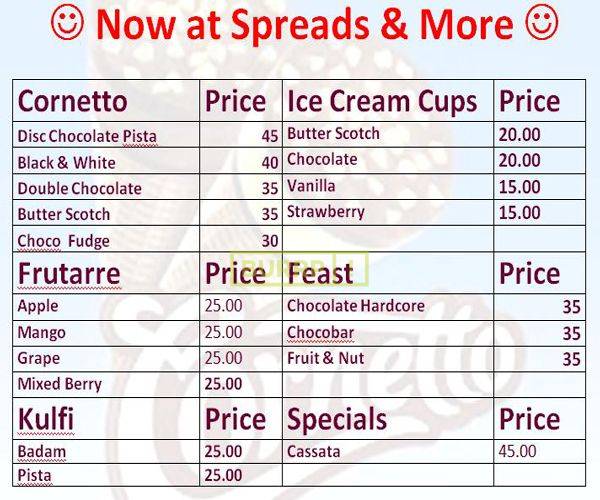 ☺ Now at Spreads & More ☺
Cornetto Price Ice Cream Cups Price
Disc Chocolate Pista 45 Butter Scotch 20.00
Black & White 40 Chocolate 20.00
Double Chocolate 35 Vanilla 15.00
Butter Scotch 35 Strawberry 15.00
Choco Fudge 30
Frutarre Price Feast Price
Apple 25.00 Chocolate Hardcore 35
Mango 25.00 Chocobar 35
Grape 25.00 Fruit & Nut 35
Mixed Berry 25.00
Kulfi Price Specials Price
Badam 25.00 Cassata 45.00
Pista 25.00
Cornetto